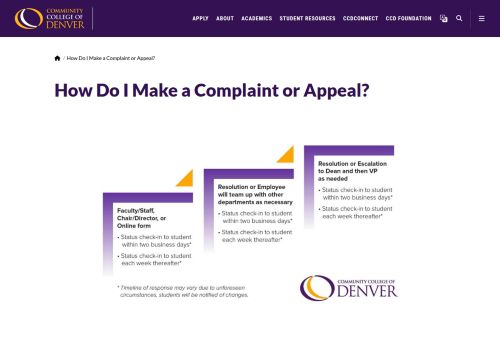 COMMUNITY
COLLEGE OF
DENVER
APPLY ABOUT ACADEMICS STUDENT RESOURCES CCDCONNECT CCD FOUNDATION
/ How Do I Make a Complaint or Appeal?
How Do I Make a Complaint or Appeal?
Resolution or Escalation
to Dean and then VP
as needed
• Status check-in to student
within two business days*
• Status check-in to student
each week thereafter*
Resolution or Employee
will team up with other
departments as necessary
• Status check-in to student
within two business days*
• Status check-in to student
each week thereafter*
Faculty/Staff,
Chair/Director, or
Online form
• Status check-in to student
within two business days*
• Status check-in to student
each week thereafter*
* Timeline of response may vary due to unforeseen
circumstances, students will be notified of changes.
COMMUNITY COLLEGE OF
DENVER